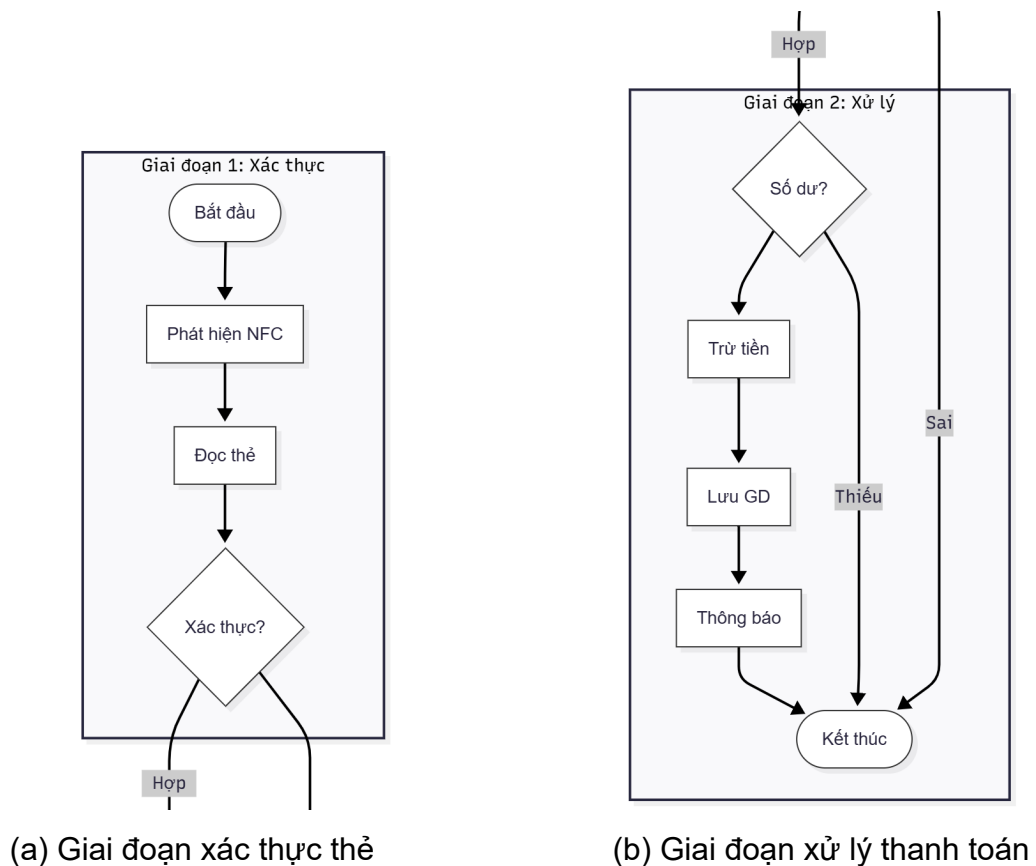 Giai đoạn 1: Xác thực
Bắt đầu
Phát hiện NFC
Đọc thẻ
Xác thực?
Hợp
(a) Giai đoạn xác thực thẻ
Hợp
Giai đoạn 2: Xử lý
Số dư?
Trừ tiền
Sai
Lưu GD
Thiếu
Thông báo
Kết thúc
(b) Giai đoạn xử lý thanh toán